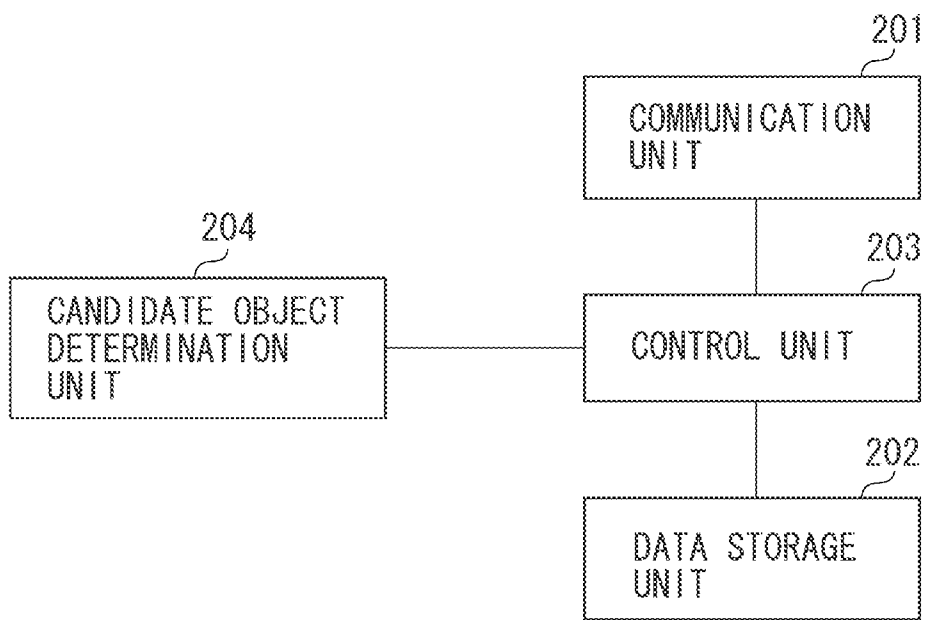 201
COMMUNICATION
UNIT
204
203
CANDIDATE OBJECT
DETERMINATION
UNIT
CONTROL UNIT
202
DATA STORAGE
UNIT